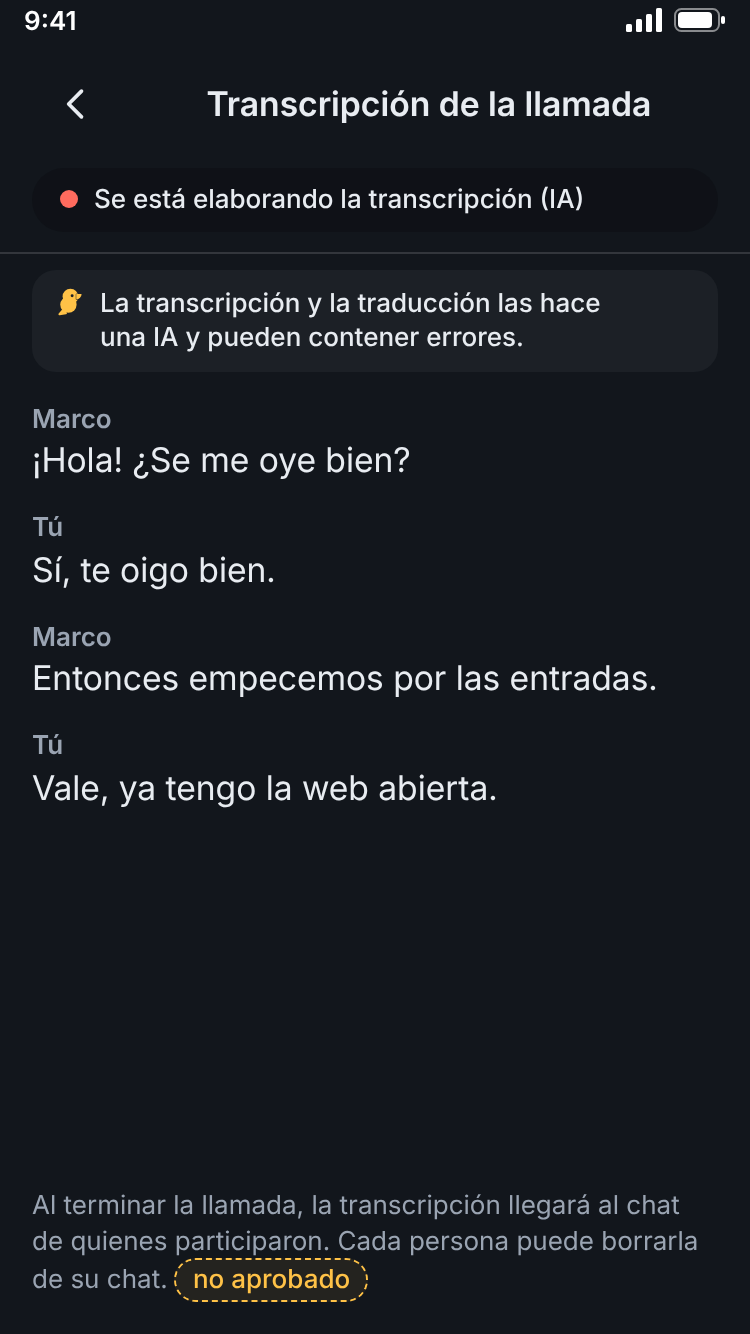 9:41
Transcripción de la llamada
Se está elaborando la transcripción (IA)
La transcripción y la traducción las hace
una IA y pueden contener errores.
Marco
¡Hola! ¿Se me oye bien?
Tú
Sí, te oigo bien.
Marco
Entonces empecemos por las entradas.
Tú
Vale, ya tengo la web abierta.
Al terminar la llamada, la transcripción llegará al chat
de quienes participaron. Cada persona puede borrarla
de su chat. no aprobado